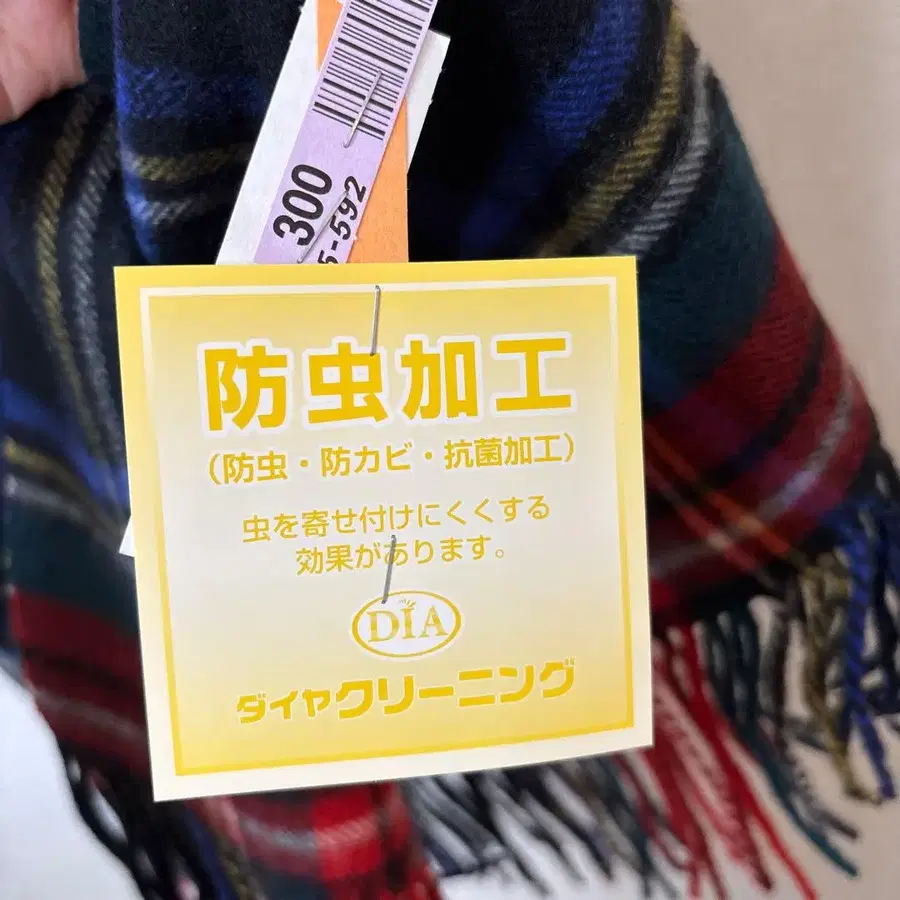 300
5-592
防虫加工
(防虫・防カビ・抗菌加工)
虫を寄せ付けにくくする
効果があります。
DIA
ダイヤクリーニング